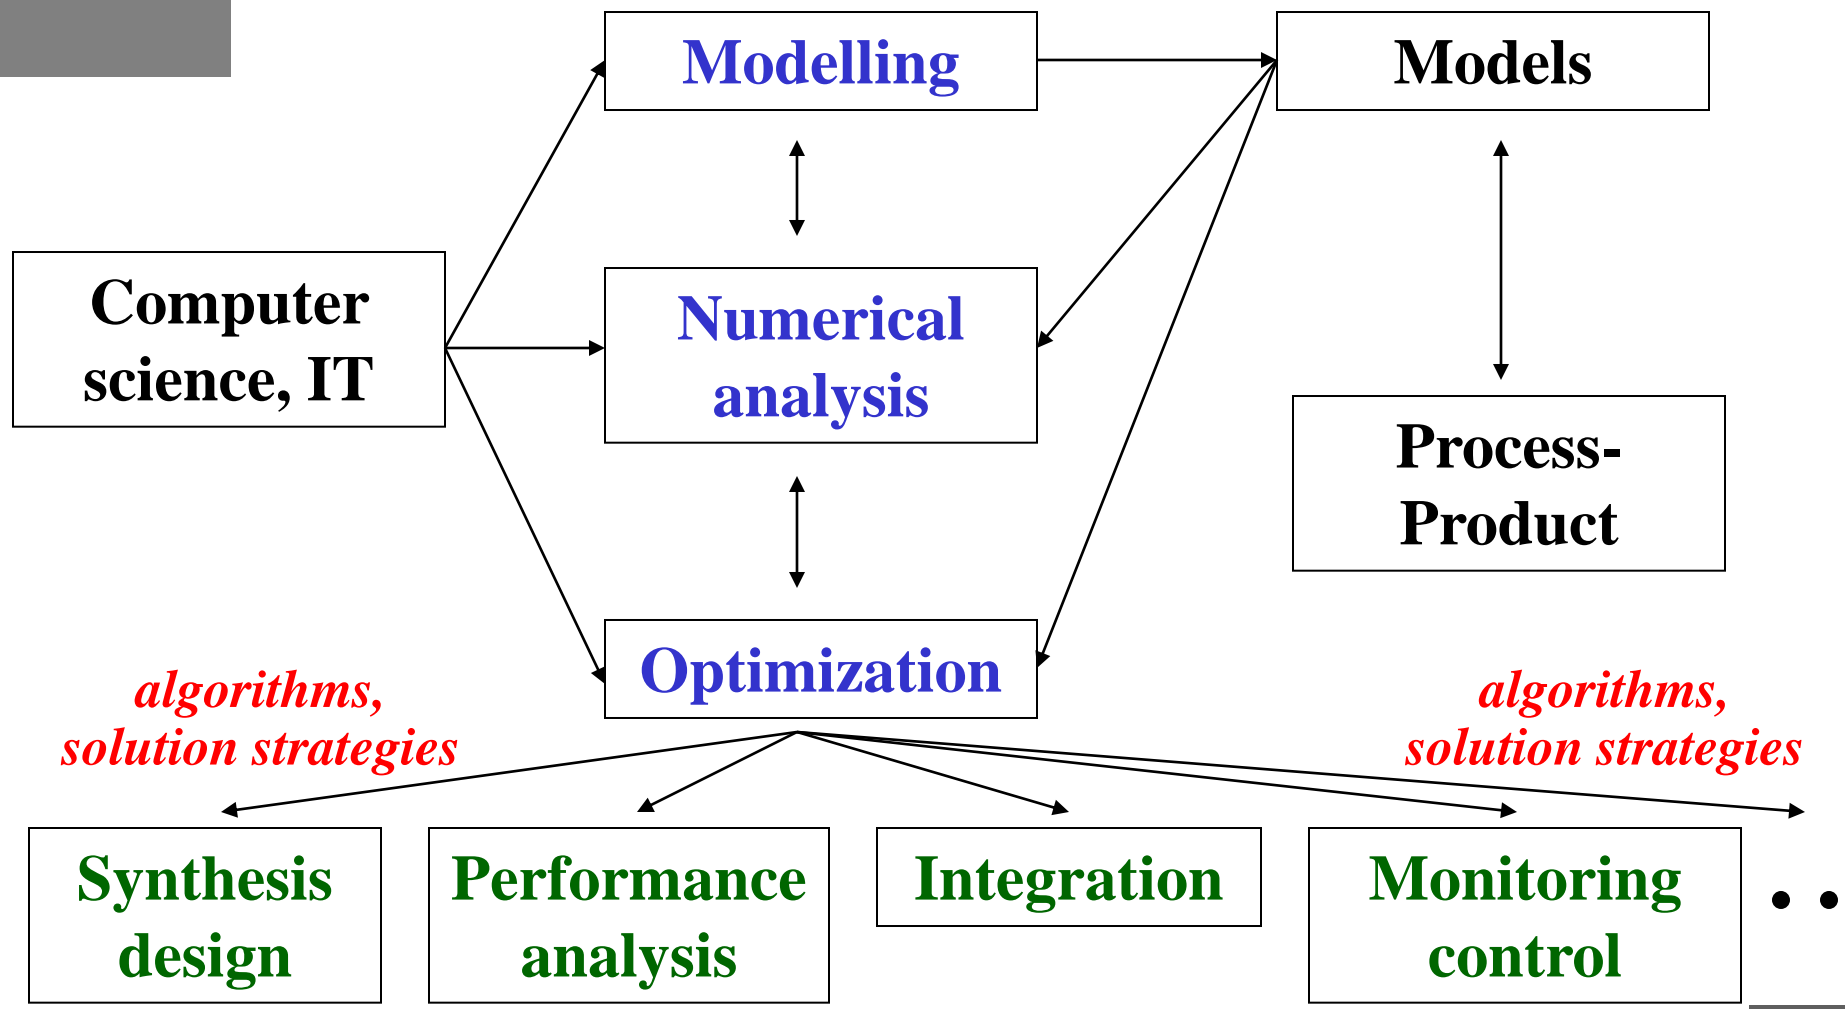 Modelling
Models
Computer
science, IT
Numerical
analysis
Process-
Product
Optimization
algorithms,
solution strategies
algorithms,
solution strategies
Synthesis
design
Performance
analysis
Integration
Monitoring
control
• •